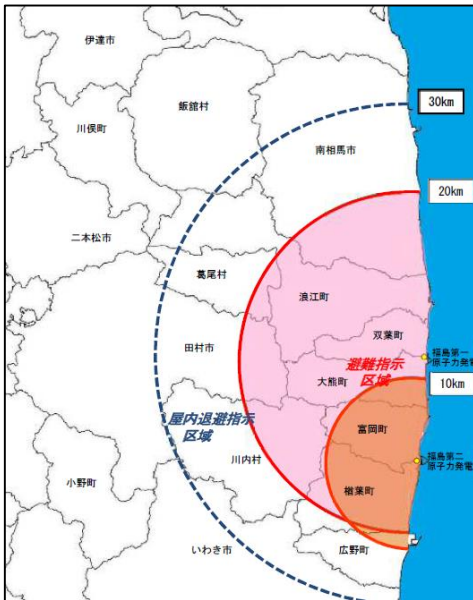 伊達市
飯舘村
30km
川俣町
南相馬市
20km
二本松市
葛尾村
浪江町
双葉町
田村市
福島第一
原子力発電
避難指示
区域
大熊町
10km
屋内退避指示
区域
富岡町
川内村
福島第二
原子力発電
小野町
楢葉町
いわき市
広野町